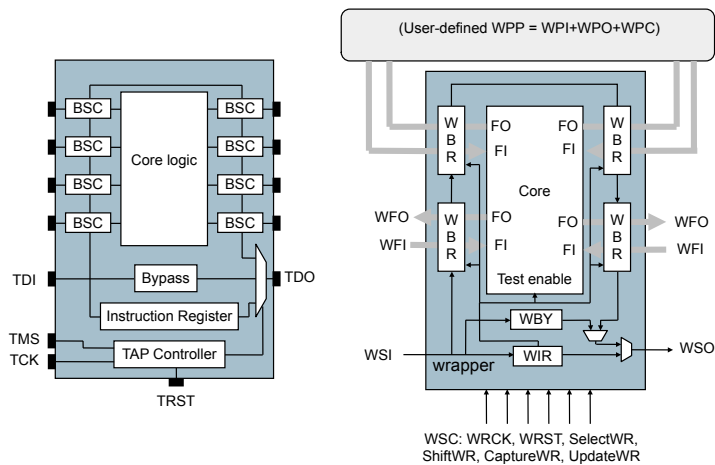 (User-defined WPP = WPI+WPO+WPC)
BSC
BSC
BSC
BSC
BSC
BSC
BSC
BSC
Core logic
TDI
Bypass
TDO
Instruction Register
TMS
TCK
TAP Controller
TRST
W
B
R
FO
FI
FO
FI
W
B
R
Core
WFO
WFI
W
B
R
FO
FI
FO
FI
W
B
R
WFO
WFI
Test enable
WBY
WSI
wrapper
WIR
WSO
WSC: WRCK, WRST, SelectWR,
ShiftWR, CaptureWR, UpdateWR